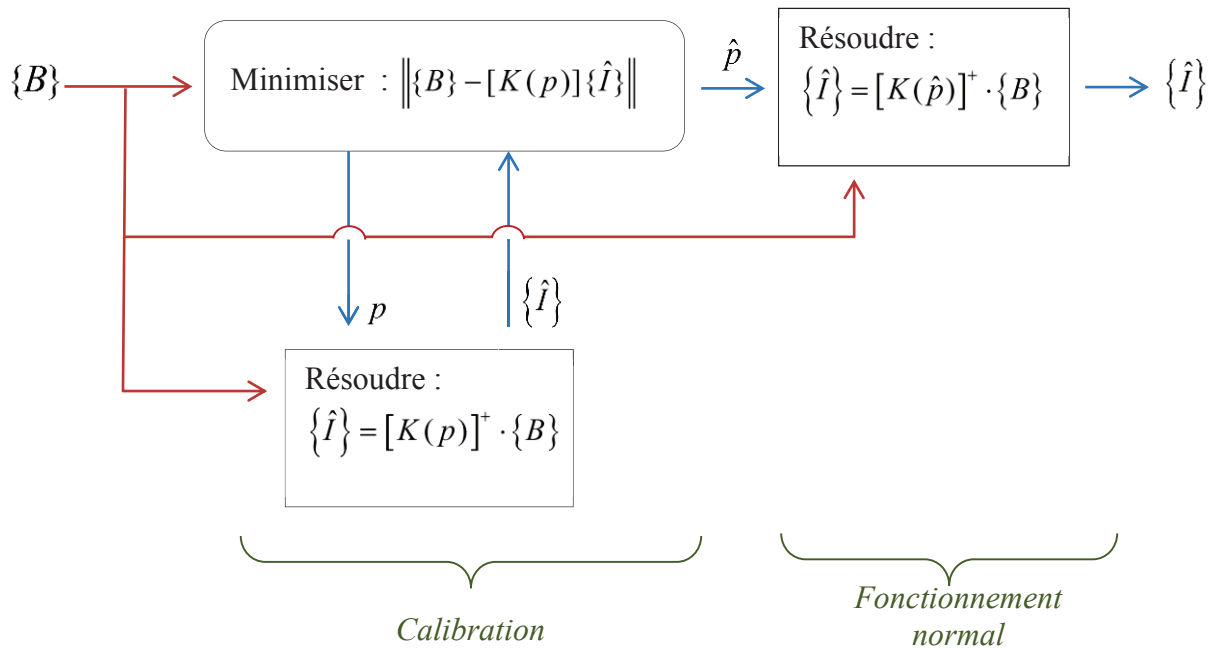 {B}
Minimiser : ‖{B}−[K(p)]{Î}‖
p̂
Résoudre :
{Î} = [K(p̂)]⁺ · {B}
{Î}
p
{Î}
Résoudre :
{Î} = [K(p)]⁺ · {B}
Calibration
Fonctionnement
normal